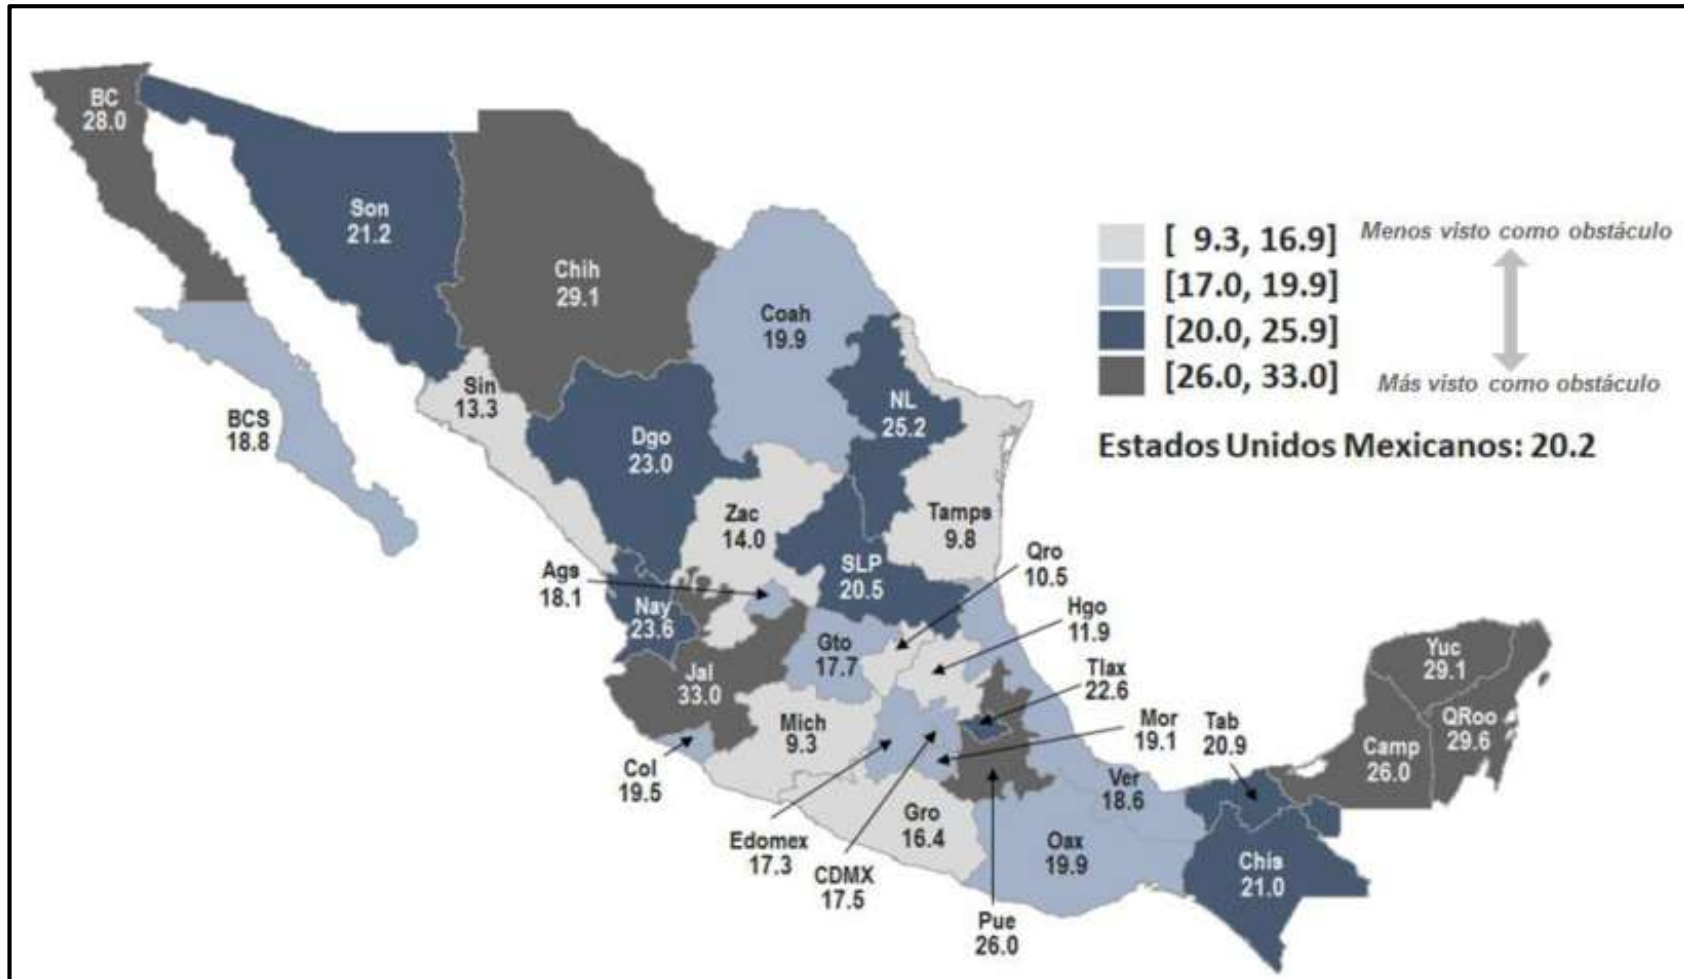 BC
28.0
Son
21.2
Chih
29.1
Coah
19.9
[ 9.3, 16.9]
Menos visto como obstáculo
[17.0, 19.9]
[20.0, 25.9]
[26.0, 33.0]
Más visto como obstáculo
Estados Unidos Mexicanos: 20.2
BCS
18.8
Sin
13.3
Dgo
23.0
NL
25.2
Zac
14.0
Tamps
9.8
Ags
18.1
SLP
20.5
Qro
10.5
Nay
23.6
Gto
17.7
Hgo
11.9
Jal
33.0
Tlax
22.6
Yuc
29.1
Mich
9.3
Mor
19.1
Tab
20.9
QRoo
29.6
Camp
26.0
Col
19.5
Ver
18.6
Edomex
17.3
CDMX
17.5
Gro
16.4
Oax
19.9
Chis
21.0
Pue
26.0